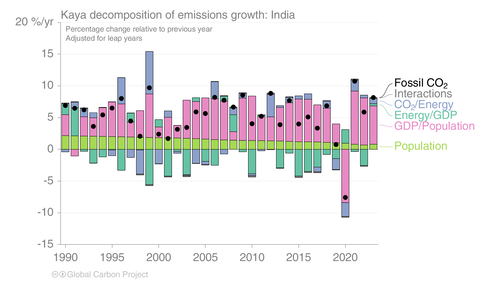 Kaya decomposition of emissions growth: India
20 %/yr
Percentage change relative to previous year
Adjusted for leap years
15
10
5
0
-5
-10
-15
1990
1995
2000
2005
2010
2015
2020
Fossil CO₂
Interactions
CO₂/Energy
Energy/GDP
GDP/Population
Population
Global Carbon Project